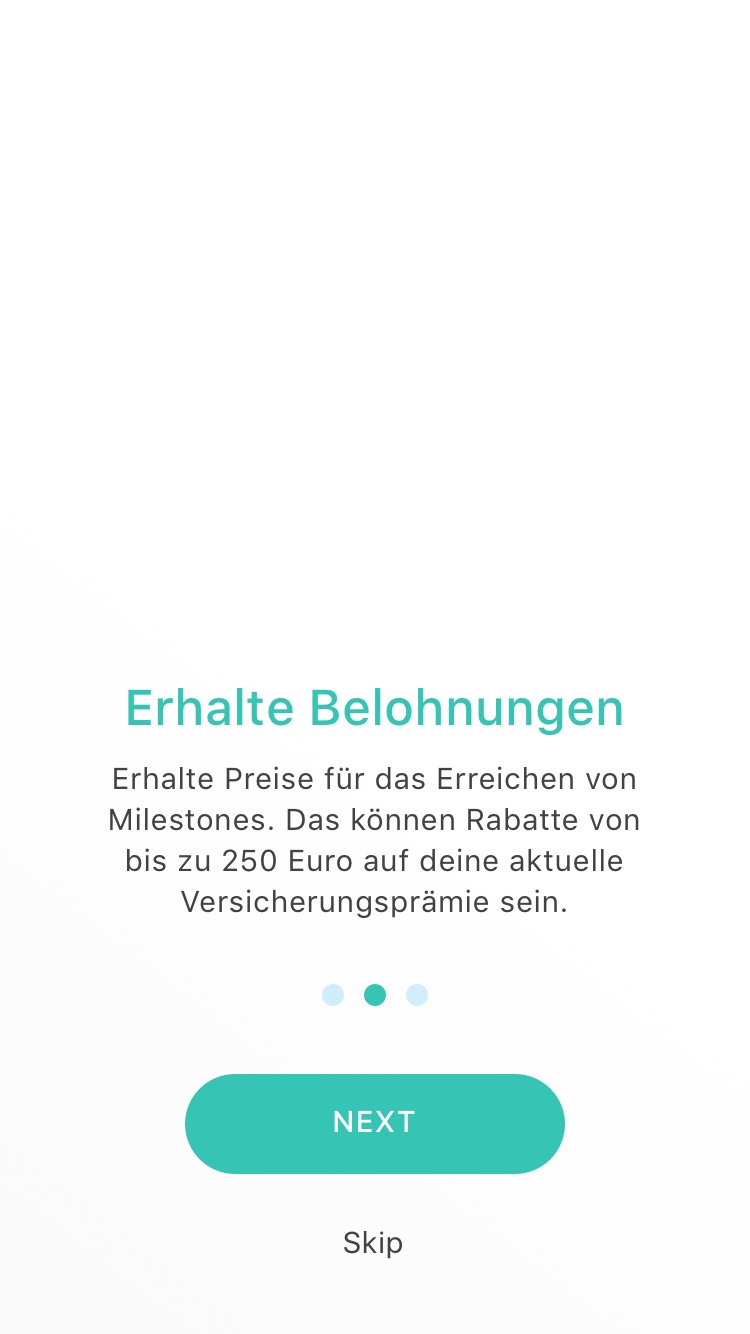 Erhalte Belohnungen
Erhalte Preise für das Erreichen von
Milestones. Das können Rabatte von
bis zu 250 Euro auf deine aktuelle
Versicherungsprämie sein.
NEXT
Skip